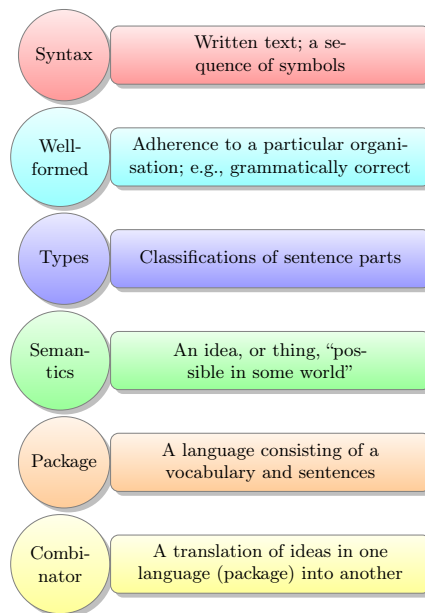 Syntax
Written text; a se-
quence of symbols
Well-
formed
Adherence to a particular organi-
sation; e.g., grammatically correct
Types
Classifications of sentence parts
Seman-
tics
An idea, or thing, “pos-
sible in some world”
Package
A language consisting of a
vocabulary and sentences
Combi-
nator
A translation of ideas in one
language (package) into another